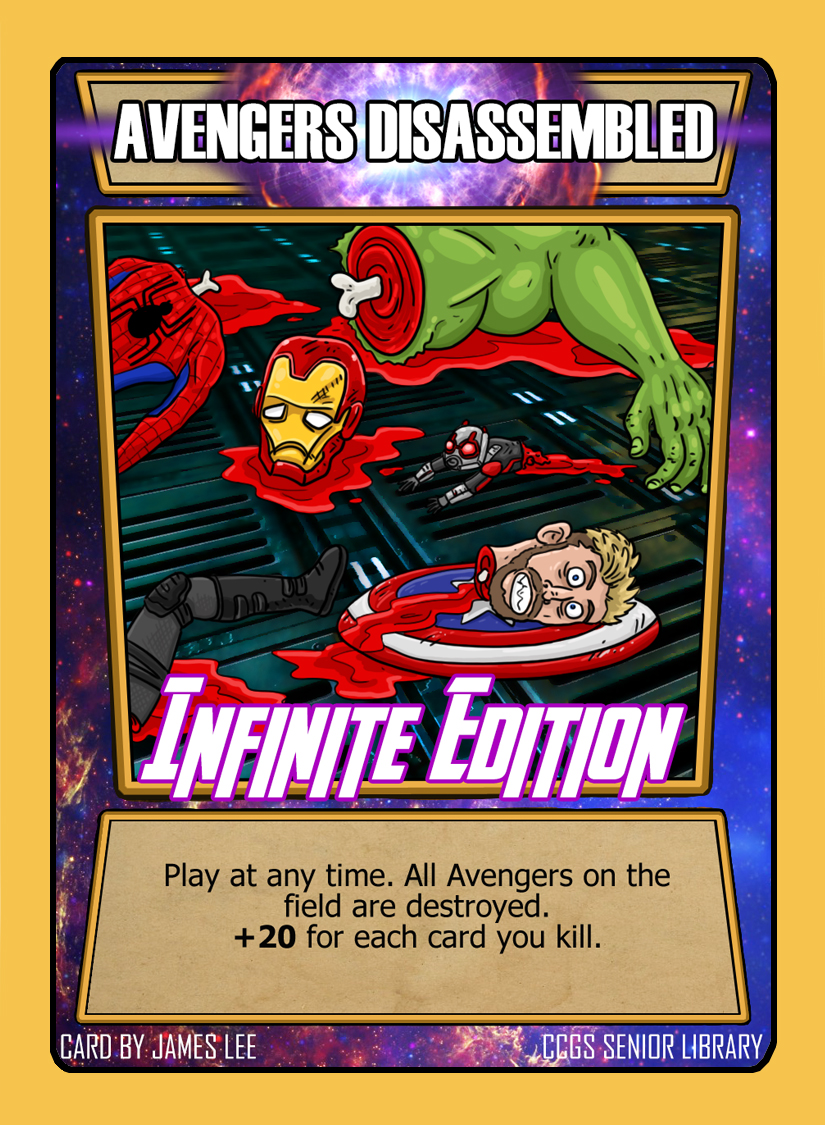 AVENGERS DISASSEMBLED
INFINITE EDITION
Play at any time. All Avengers on the
field are destroyed.
+20 for each card you kill.
CARD BY JAMES LEE
CCGS SENIOR LIBRARY